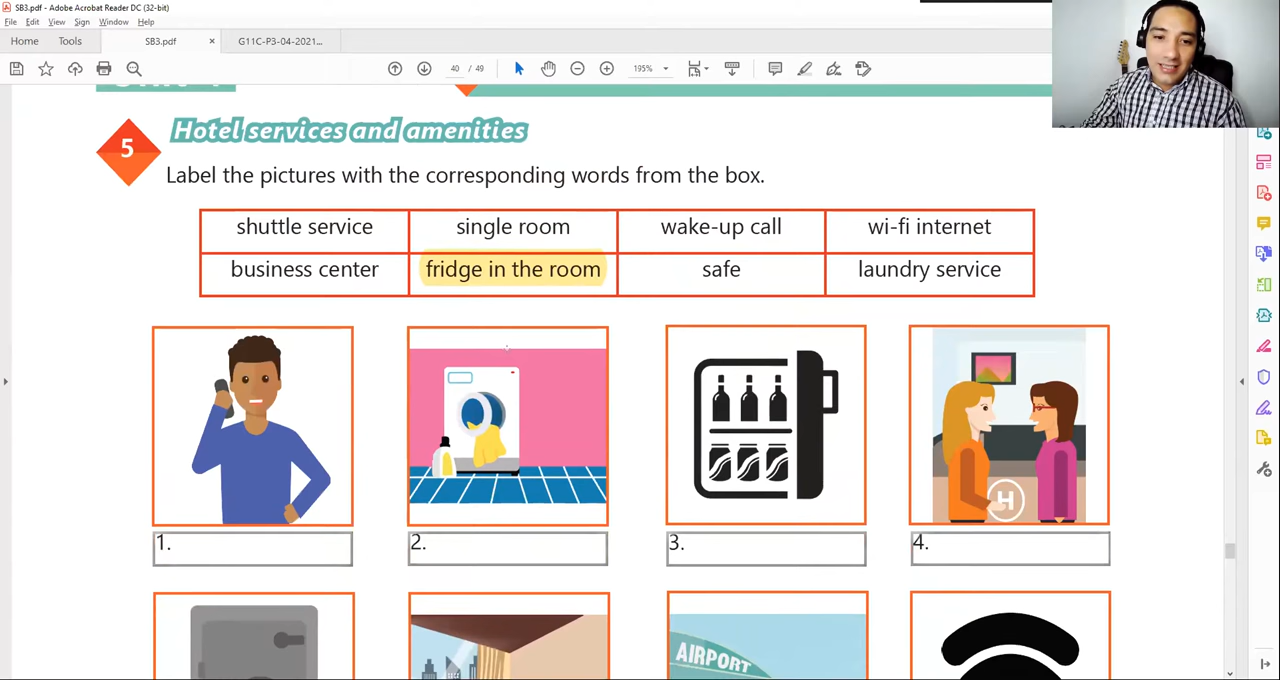 SB3.pdf - Adobe Acrobat Reader DC (32-bit)
File Edit View Sign Window Help
Home Tools SB3.pdf × G11C-P3-04-2021...
40 / 49 195%
5 Hotel services and amenities
Label the pictures with the corresponding words from the box.
shuttle service single room wake-up call wi-fi internet
business center fridge in the room safe laundry service
H
1. 2. 3. 4.
AIRPORT